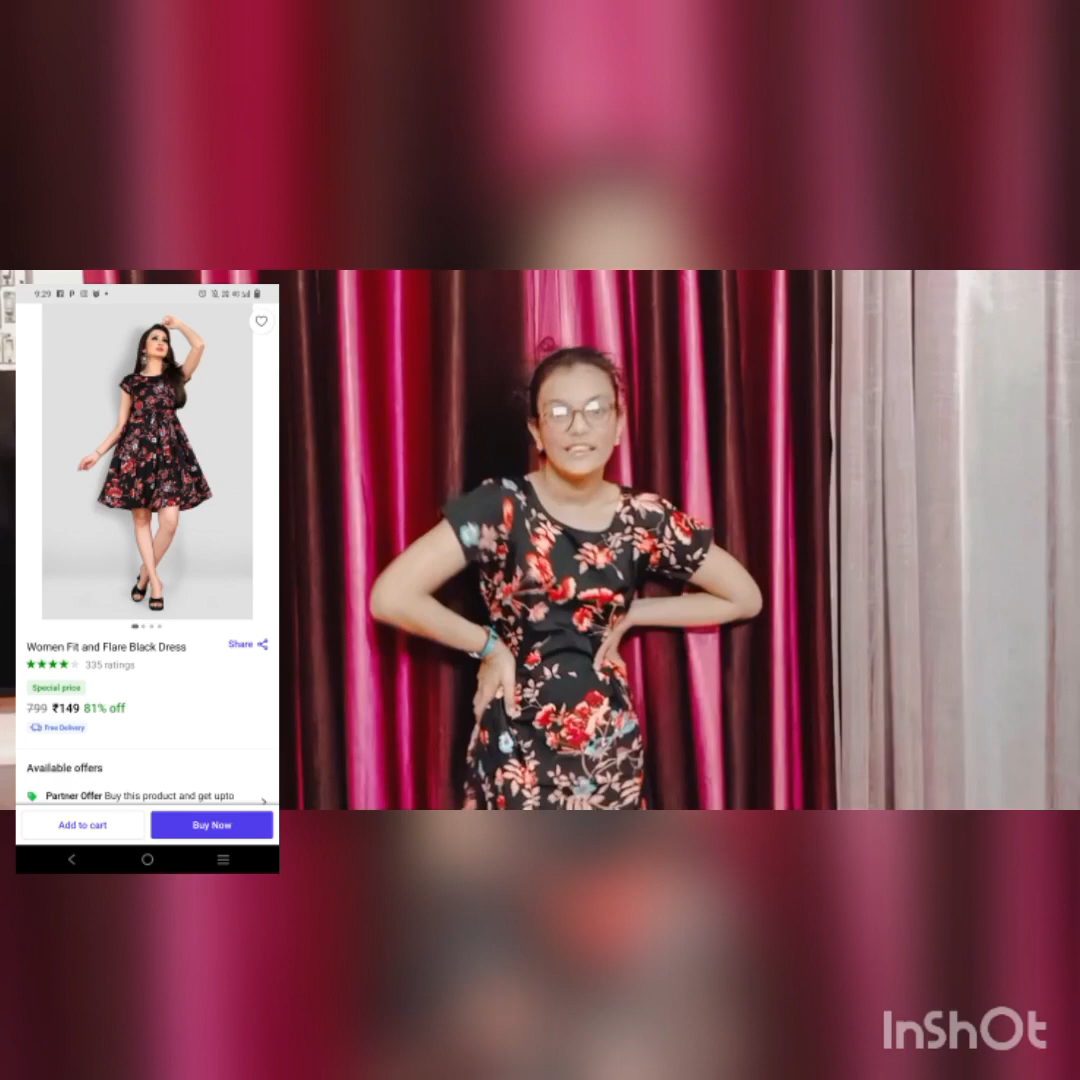 9:29
Women Fit and Flare Black Dress
Share
335 ratings
Special price
799 ₹149 81% off
Free Delivery
Available offers
Partner Offer Buy this product and get upto
Add to cart
Buy Now
InShOt